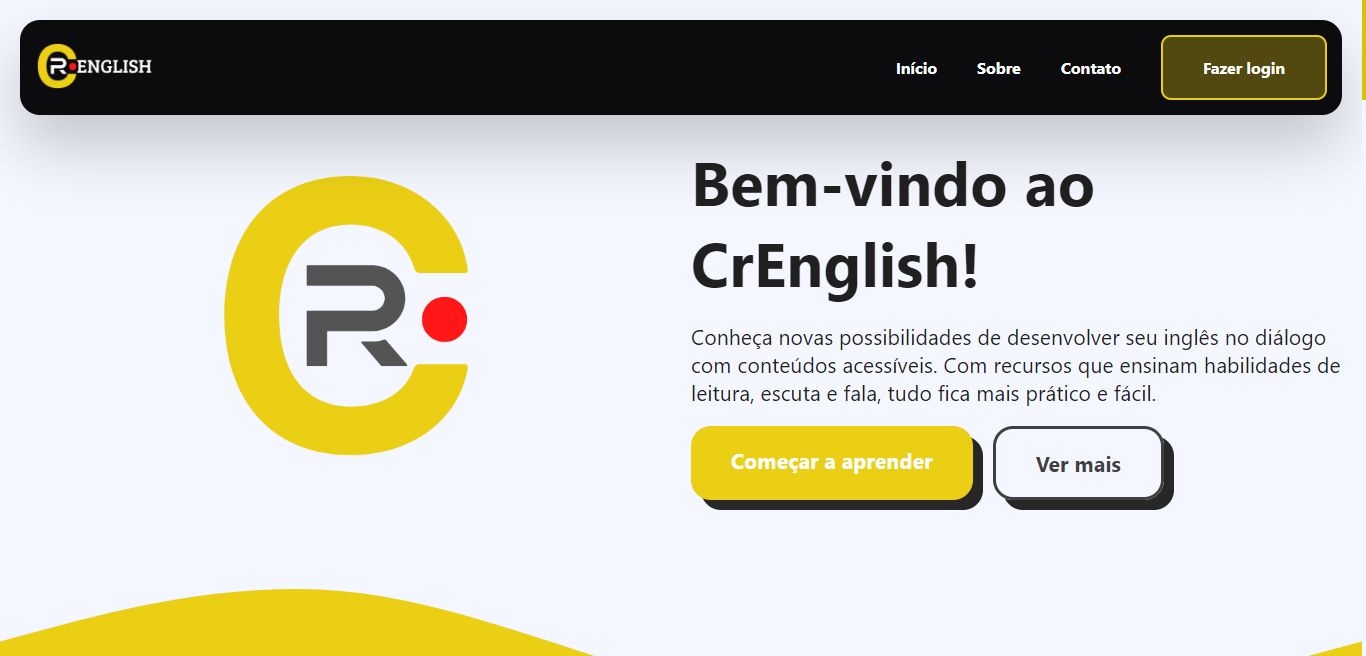 CR ENGLISH
Início
Sobre
Contato
Fazer login
CR
Bem-vindo ao
CrEnglish!
Conheça novas possibilidades de desenvolver seu inglês no diálogo
com conteúdos acessíveis. Com recursos que ensinam habilidades de
leitura, escuta e fala, tudo fica mais prático e fácil.
Começar a aprender
Ver mais